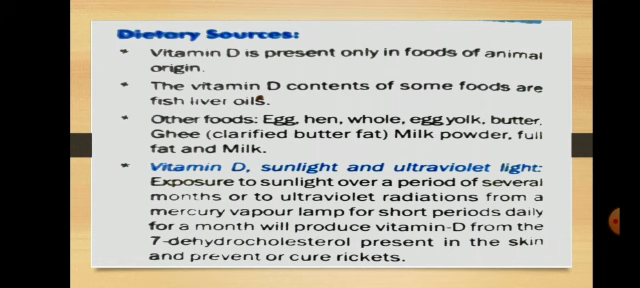 Dietary Sources:
* Vitamin D is present only in foods of animal
origin.
* The vitamin D contents of some foods are
fish liver oils.
* Other foods: Egg, hen, whole, egg yolk, butter,
Ghee (clarified butter fat) Milk powder, full
fat and Milk.
* Vitamin D, sunlight and ultraviolet light:
Exposure to sunlight over a period of several
months or to ultraviolet radiations from a
mercury vapour lamp for short periods daily
for a month will produce vitamin-D from the
7-dehydrocholesterol present in the skin
and prevent or cure rickets.